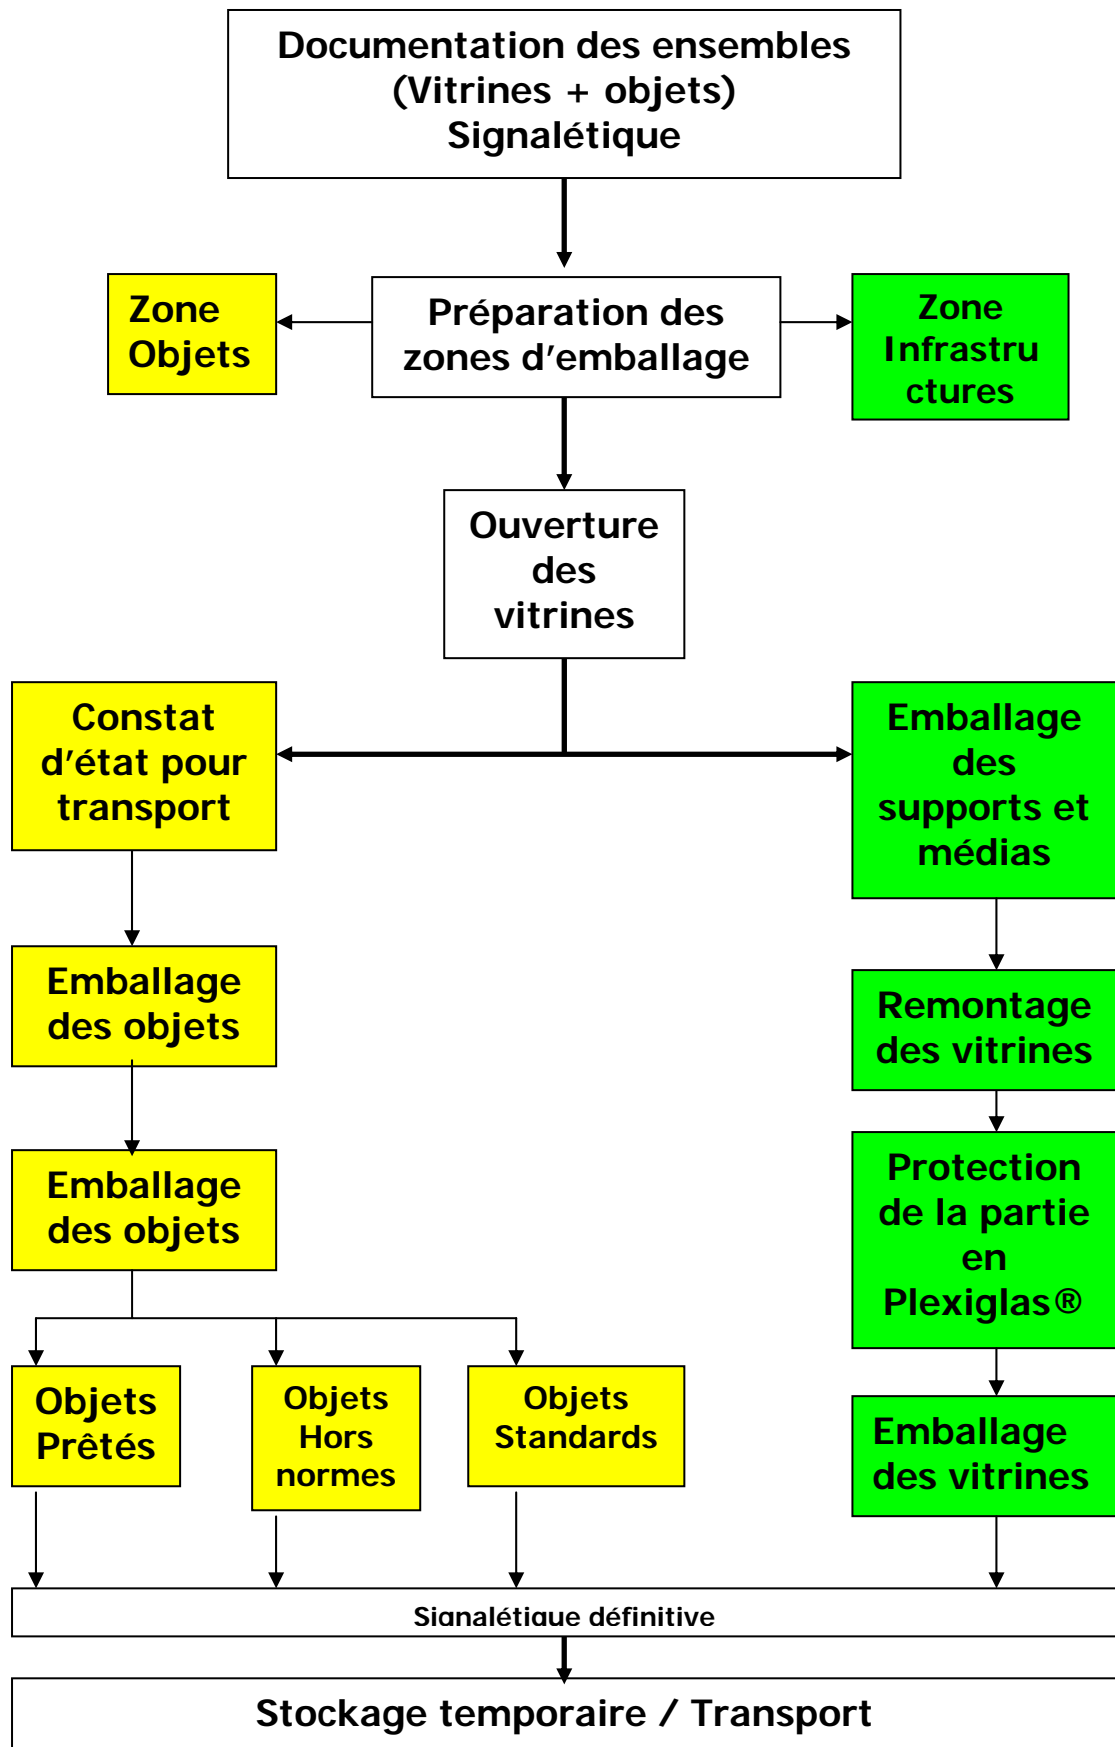 Documentation des ensembles
(Vitrines + objets)
Signalétique
Zone
Objets
Préparation des
zones d'emballage
Zone
Infrastru
ctures
Ouverture
des
vitrines
Constat
d'état pour
transport
Emballage
des
supports et
médias
Emballage
des objets
Remontage
des vitrines
Emballage
des objets
Protection
de la partie
en
Plexiglas®
Objets
Prêtés
Objets
Hors
normes
Objets
Standards
Emballage
des vitrines
Signalétique définitive
Stockage temporaire / Transport